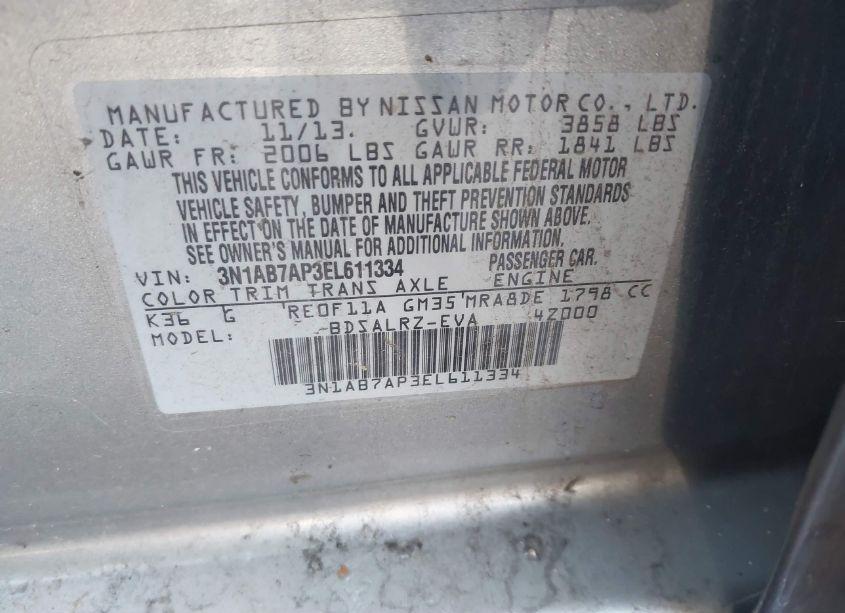 MANUFACTURED BY NISSAN MOTOR CO., LTD.
DATE: 11/13. GVWR: 3858 LBS
GAWR FR: 2006 LBS GAWR RR: 1841 LBS
THIS VEHICLE CONFORMS TO ALL APPLICABLE FEDERAL MOTOR
VEHICLE SAFETY, BUMPER AND THEFT PREVENTION STANDARDS
IN EFFECT ON THE DATE OF MANUFACTURE SHOWN ABOVE.
SEE OWNER'S MANUAL FOR ADDITIONAL INFORMATION.
VIN: 3N1AB7AP3EL611334 PASSENGER CAR.
COLOR TRIM TRANS AXLE ENGINE
K36 G RE0F11A GM35 MRA8DE 1798 CC
MODEL: BDSALRZ-EVA 42000
3N1AB7AP3EL611334